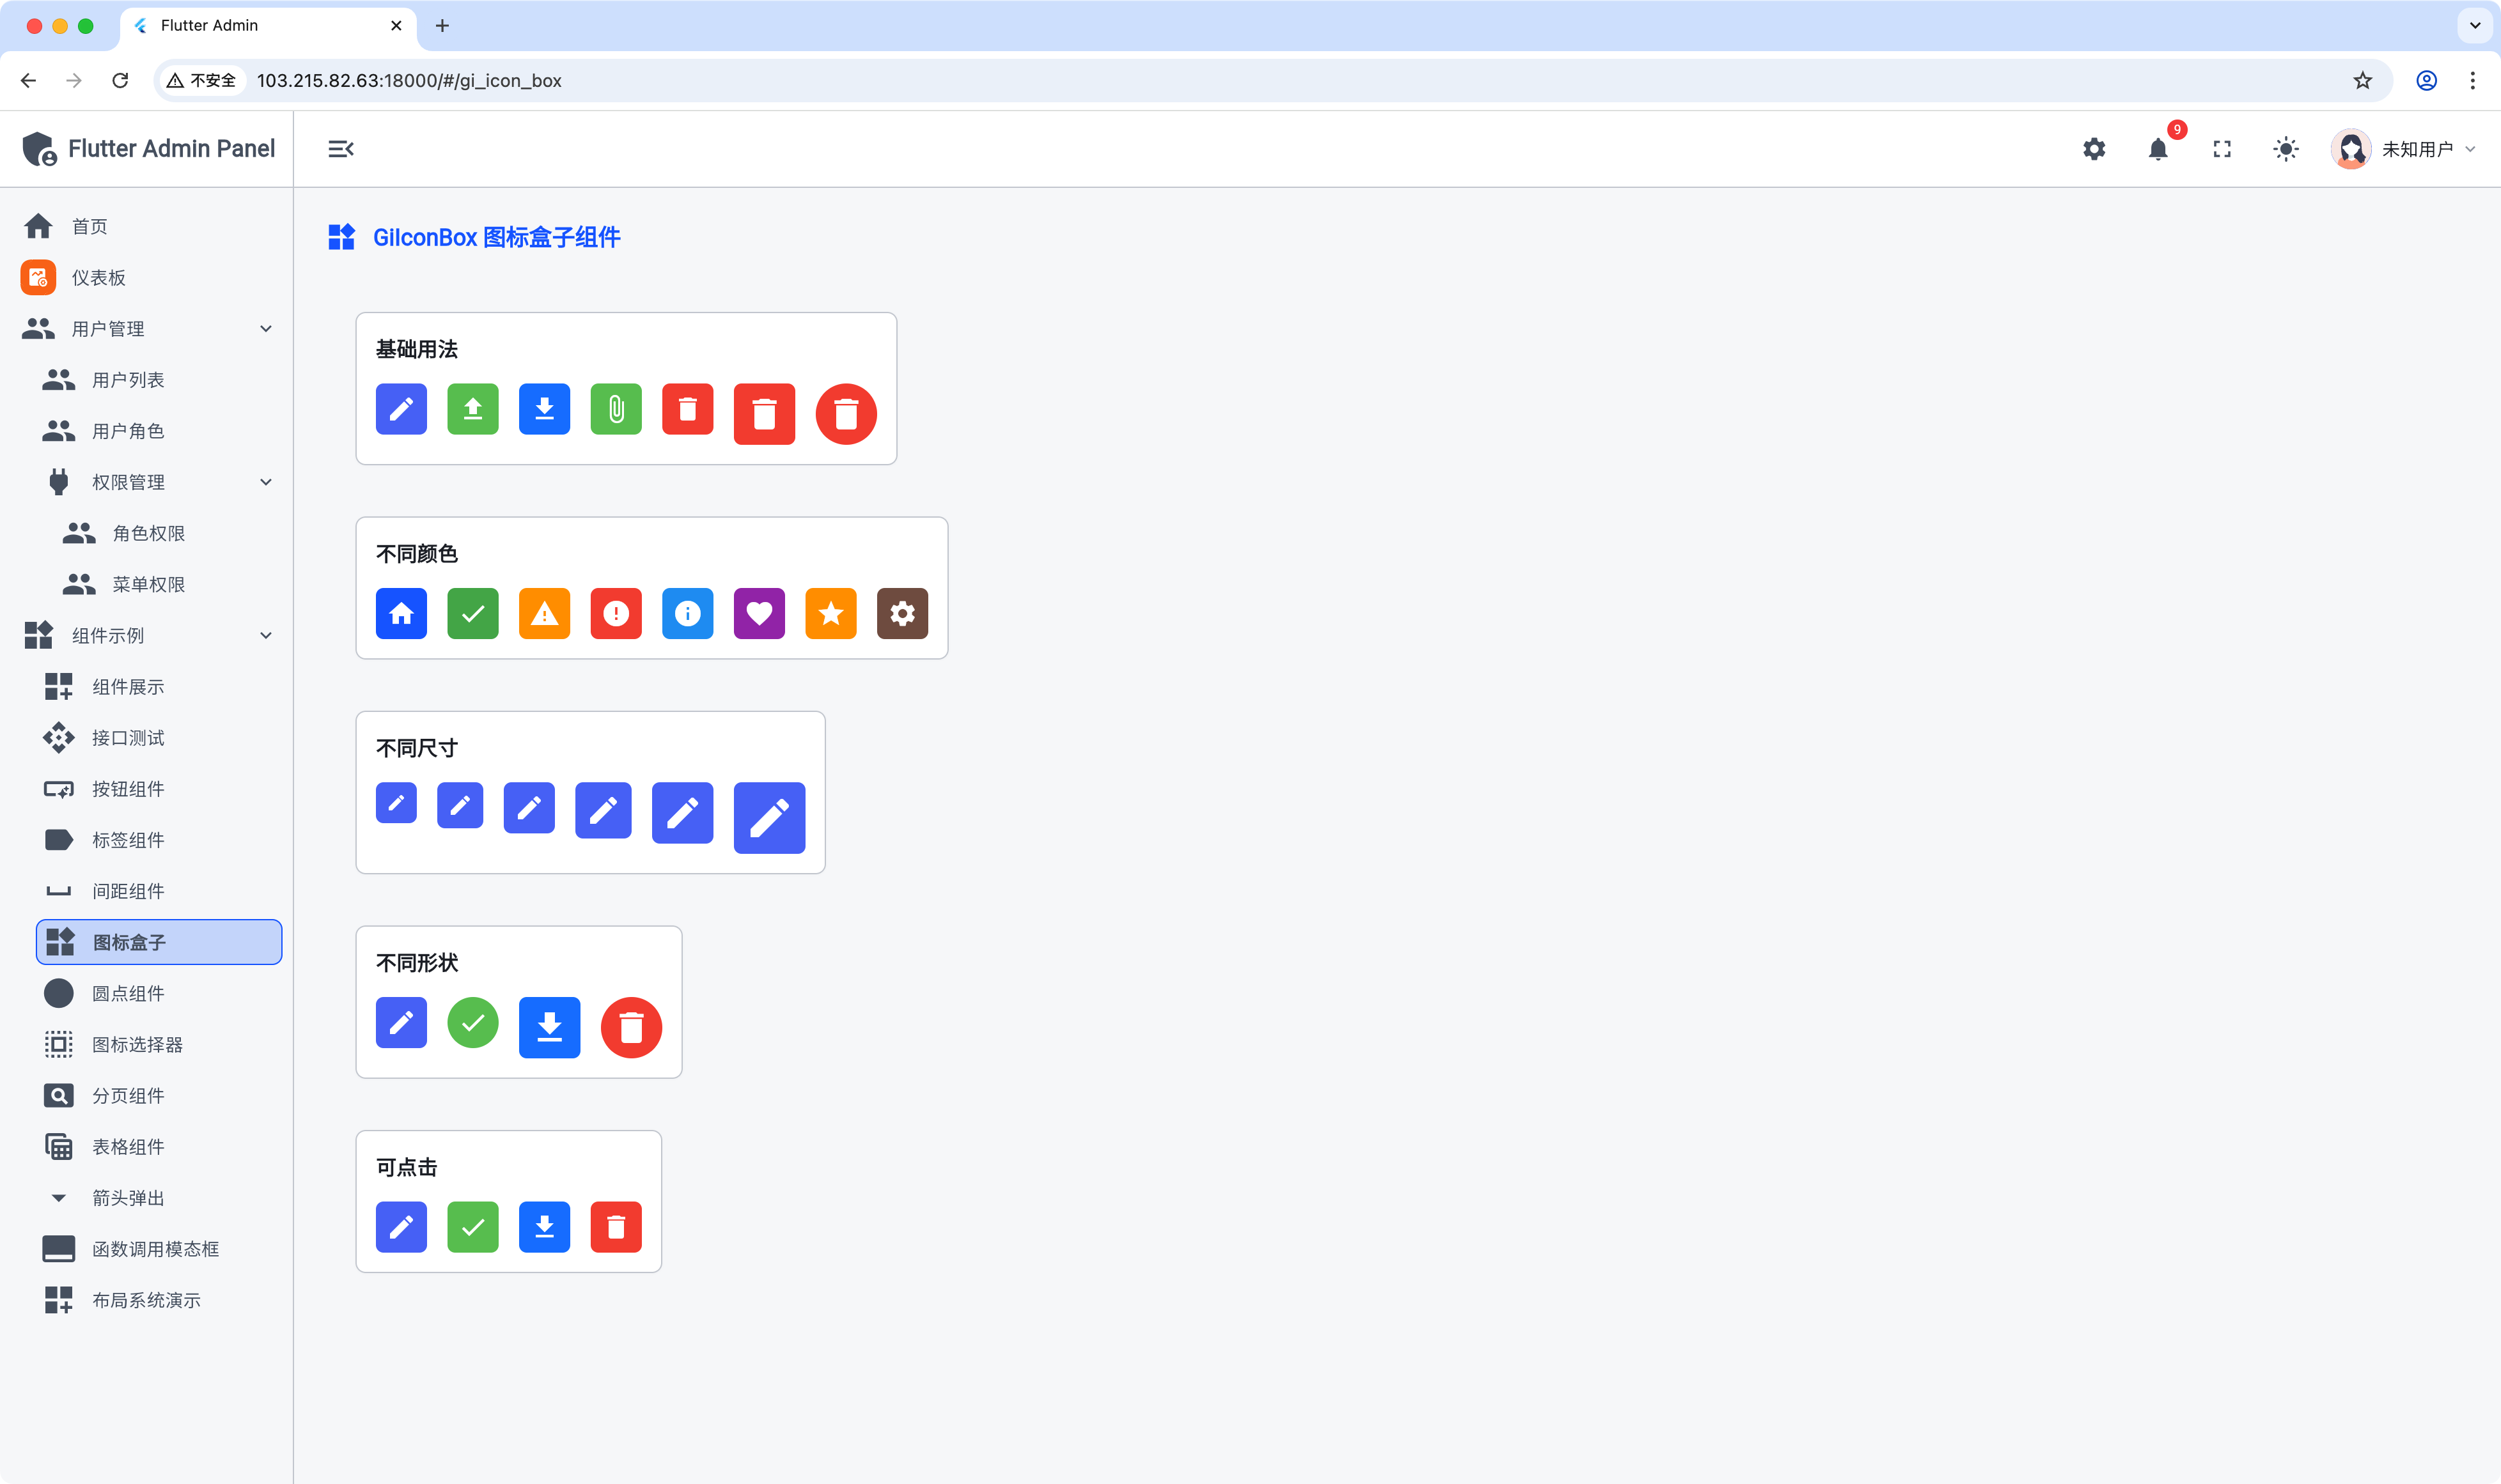 Flutter Admin
不安全 103.215.82.63:18000/#/gi_icon_box
Flutter Admin Panel
9
未知用户
首页
仪表板
用户管理
用户列表
用户角色
权限管理
角色权限
菜单权限
组件示例
组件展示
接口测试
按钮组件
标签组件
间距组件
图标盒子
圆点组件
图标选择器
分页组件
表格组件
箭头弹出
函数调用模态框
布局系统演示
GiIconBox 图标盒子组件
基础用法
不同颜色
不同尺寸
不同形状
可点击